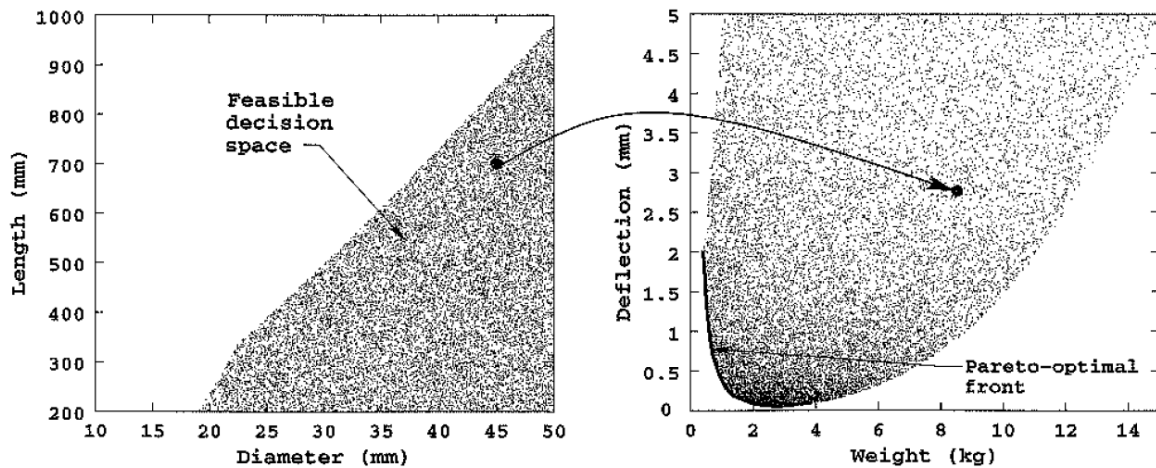 1000
900
800
700
600
500
400
300
200
Length (mm)
Feasible
decision
space
10 15 20 25 30 35 40 45 50
Diameter (mm)
5
4.5
4
3.5
3
2.5
2
1.5
1
0.5
0
Deflection (mm)
Pareto-optimal
front
0 2 4 6 8 10 12 14
Weight (kg)